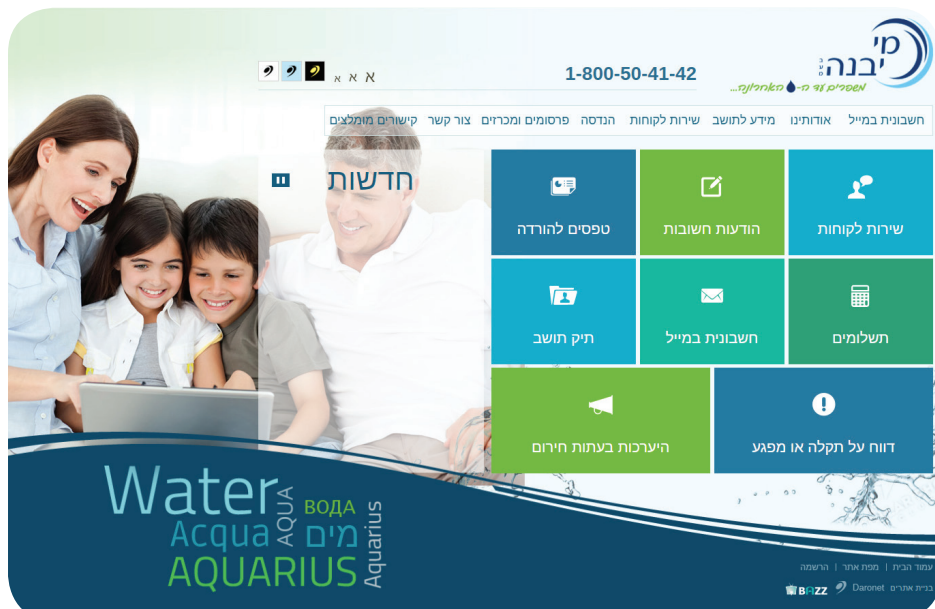 מי יבנה
משפרים עד ה- האחרונה...
1-800-50-41-42
א א א
חשבונית במייל אודותינו מידע לתושב שירות לקוחות הנדסה פרסומים ומכרזים צור קשר קישורים מומלצים
חדשות
שירות לקוחות הודעות חשובות טפסים להורדה
תשלומים חשבונית במייל תיק תושב
דווח על תקלה או מפגע היערכות בעתות חירום
Water
AQUA
ВОДА
Acqua
מים
AQUARIUS
Aquarius
עמוד הבית | מפת אתר | הרשמה
בניית אתרים Daronet BAZZ